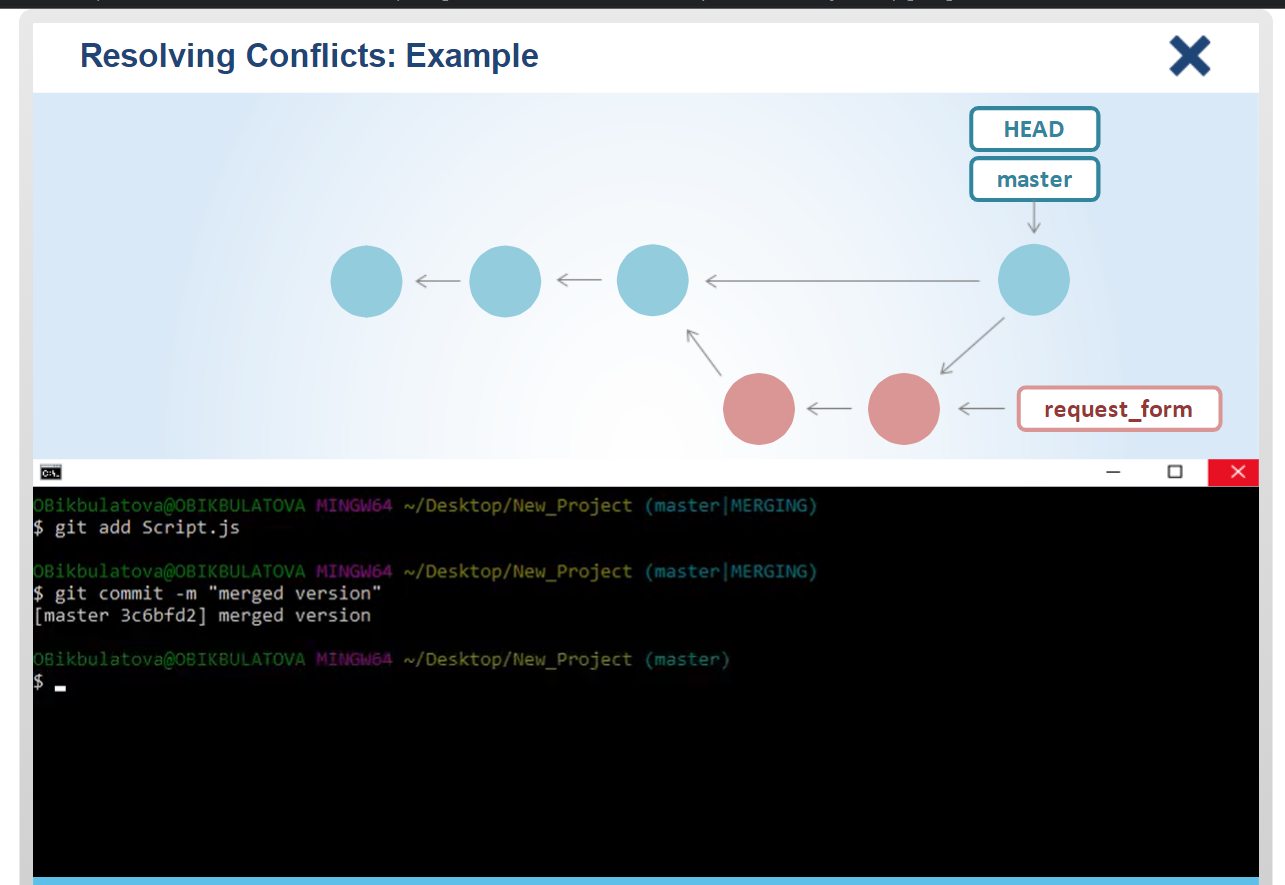 Resolving Conflicts: Example
HEAD
master
request_form
C:\.
OBikbulatova@OBIKBULATOVA MINGW64 ~/Desktop/New_Project (master|MERGING)
$ git add Script.js
OBikbulatova@OBIKBULATOVA MINGW64 ~/Desktop/New_Project (master|MERGING)
$ git commit -m "merged version"
[master 3c6bfd2] merged version
OBikbulatova@OBIKBULATOVA MINGW64 ~/Desktop/New_Project (master)
$